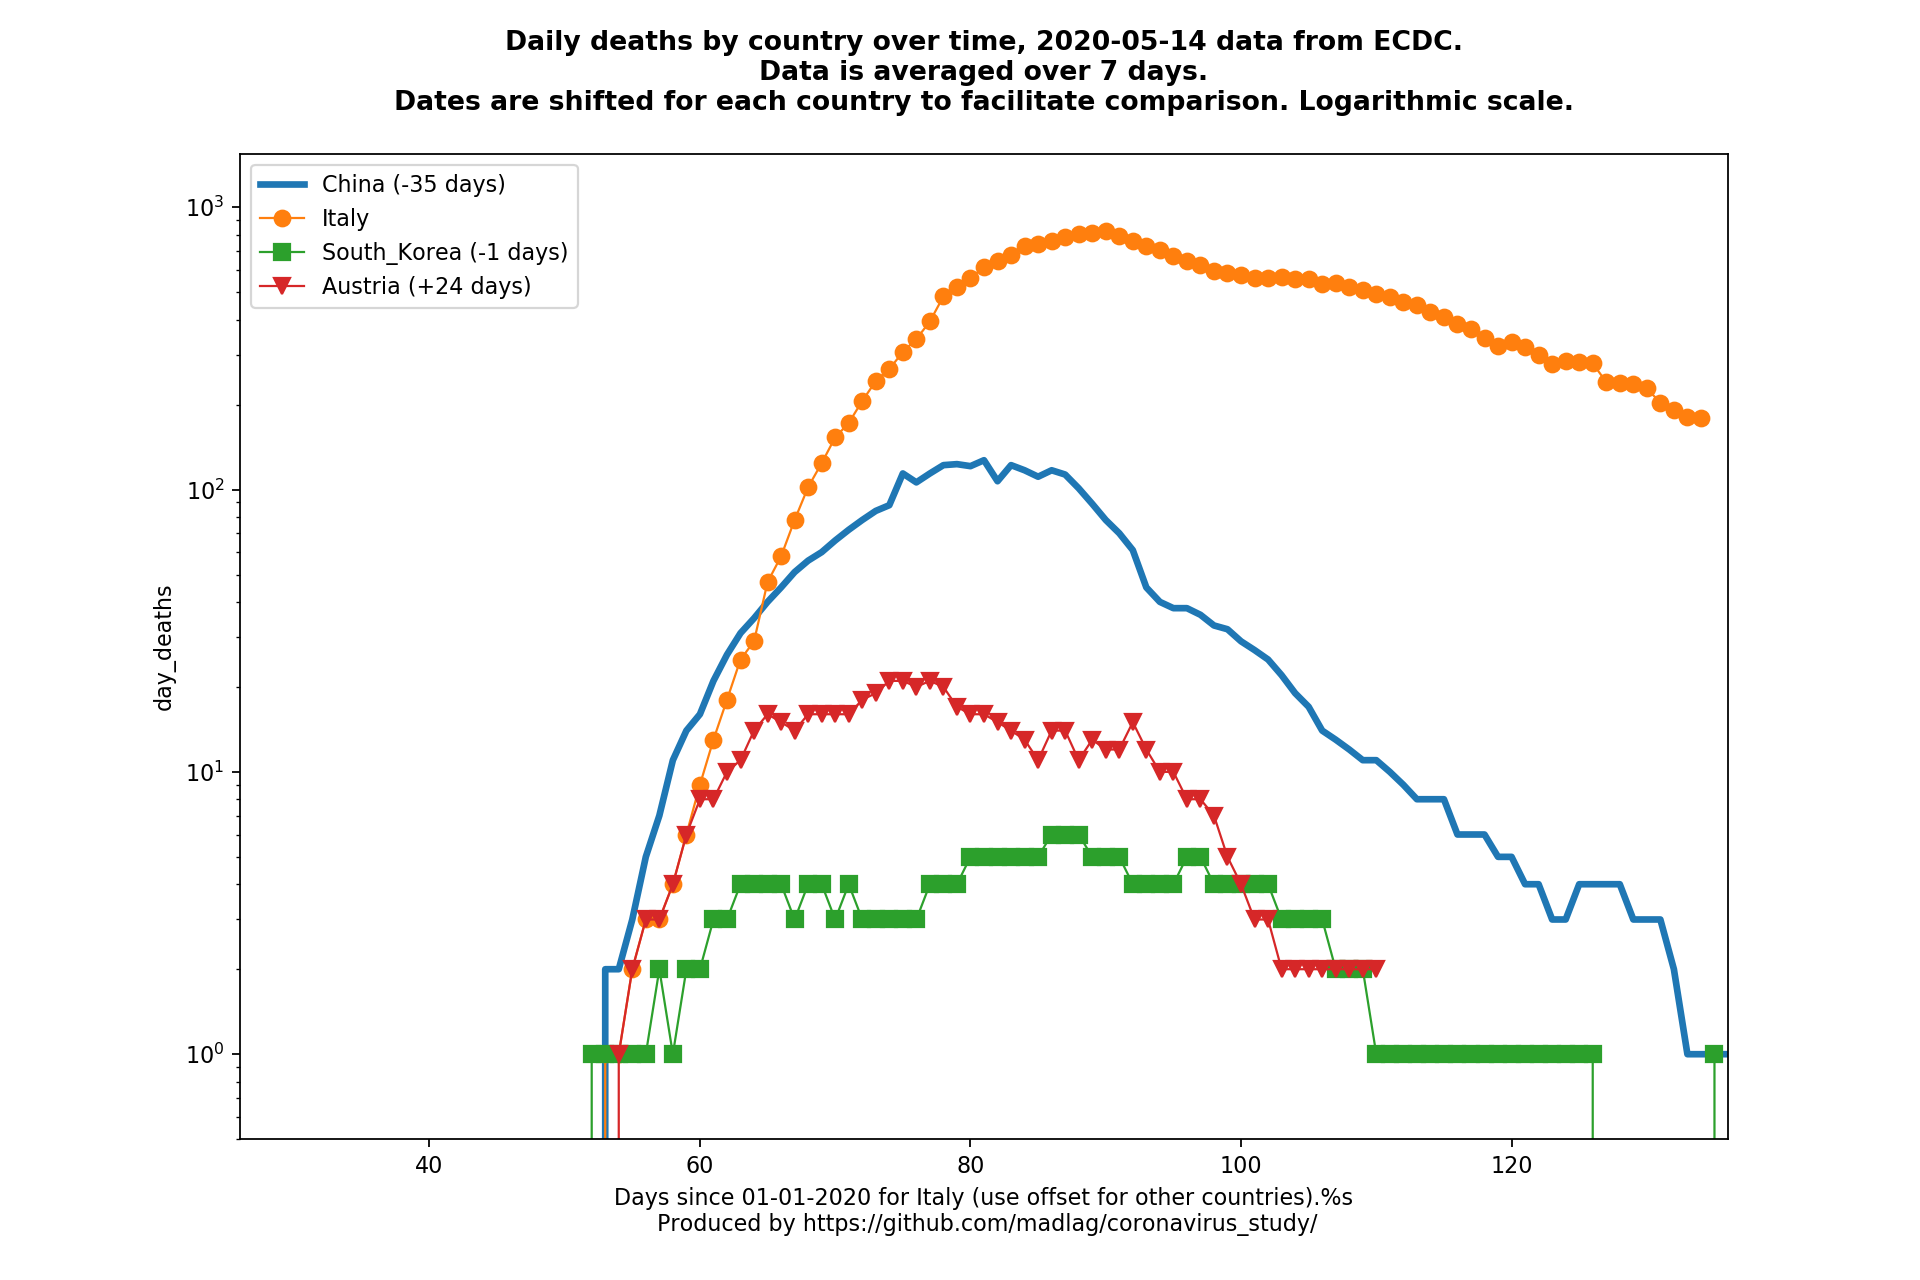 Daily deaths by country over time, 2020-05-14 data from ECDC.
Data is averaged over 7 days.
Dates are shifted for each country to facilitate comparison. Logarithmic scale.
China (-35 days)
Italy
South_Korea (-1 days)
Austria (+24 days)
10³
10²
10¹
10⁰
day_deaths
40 60 80 100 120
Days since 01-01-2020 for Italy (use offset for other countries).%s
Produced by https://github.com/madlag/coronavirus_study/